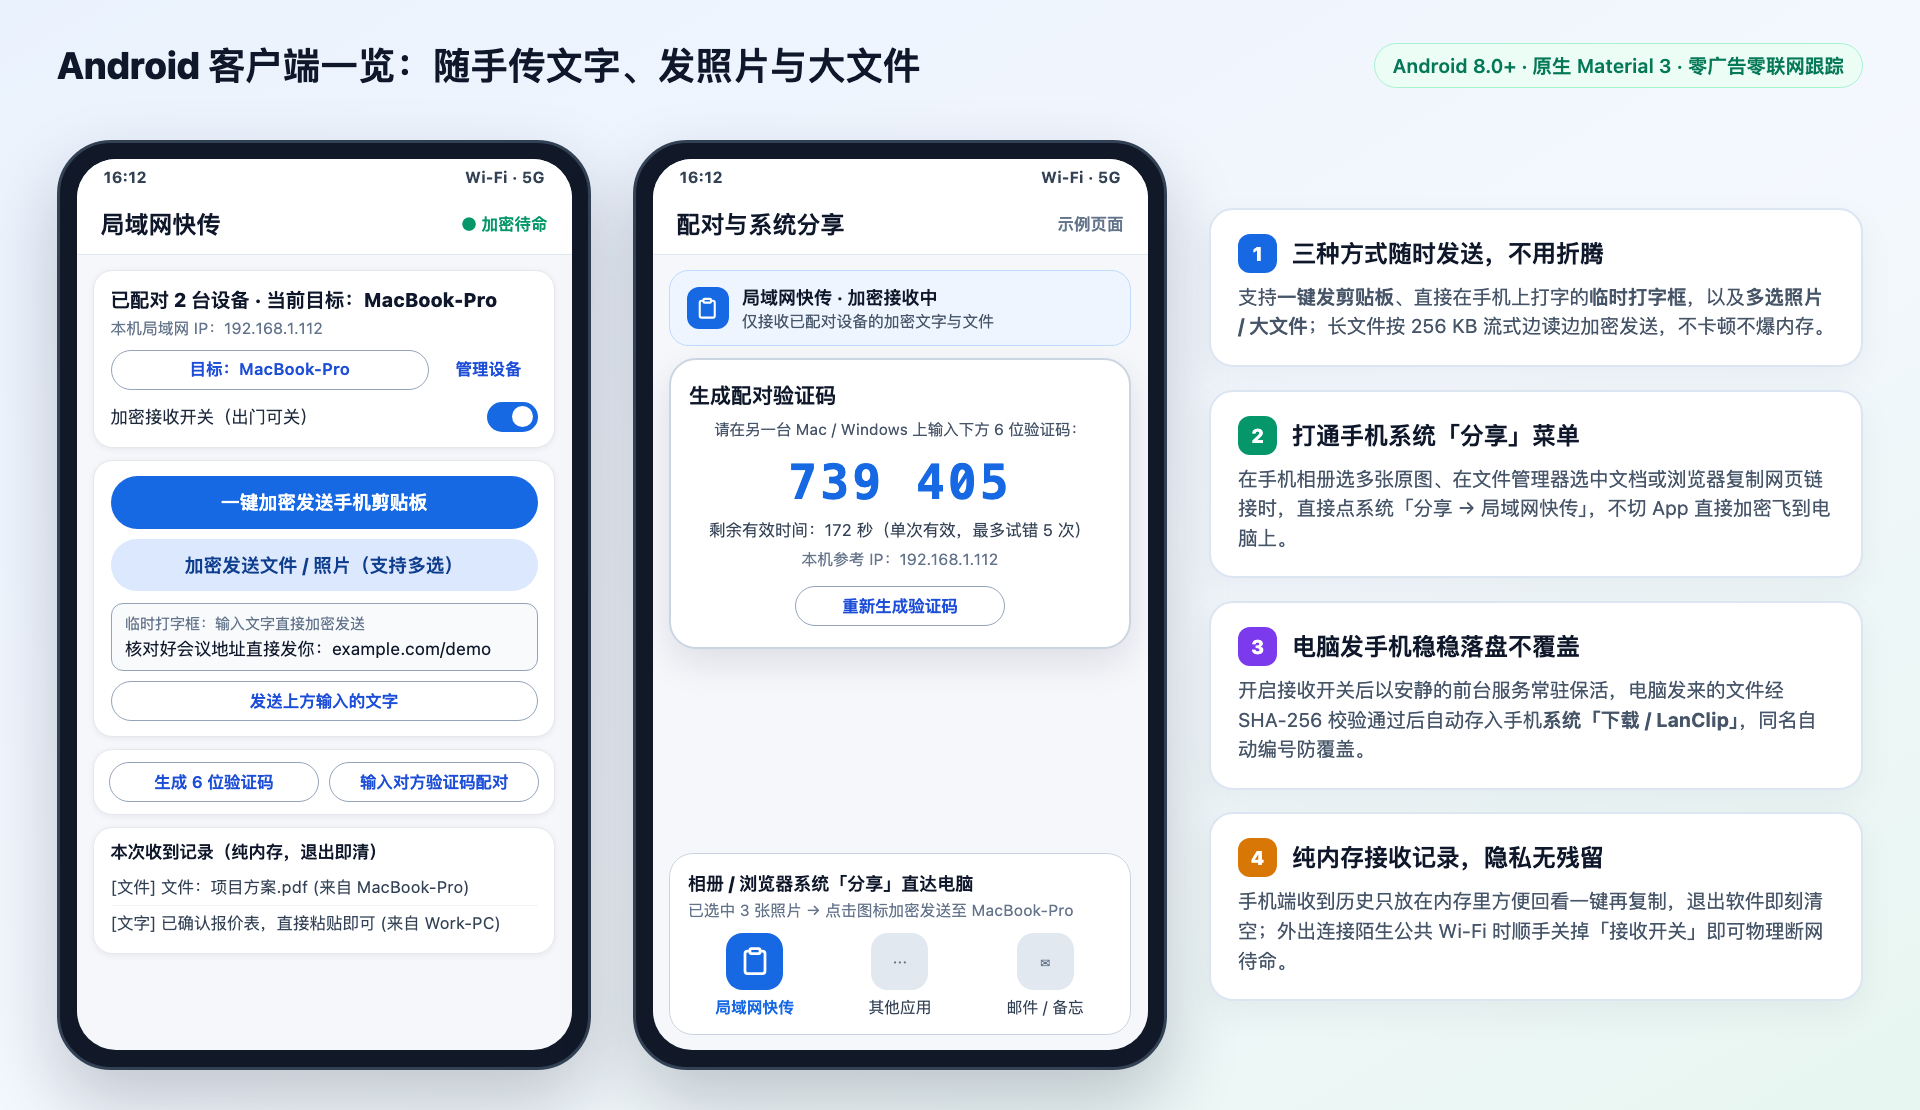 Android 客户端一览：随手传文字、发照片与大文件
Android 8.0+ · 原生 Material 3 · 零广告零联网跟踪
16:12
Wi-Fi · 5G
局域网快传
加密待命
已配对 2 台设备 · 当前目标：MacBook-Pro
本机局域网 IP：192.168.1.112
目标：MacBook-Pro
管理设备
加密接收开关（出门可关）
一键加密发送手机剪贴板
加密发送文件 / 照片（支持多选）
临时打字框：输入文字直接加密发送
核对好会议地址直接发你：example.com/demo
发送上方输入的文字
生成 6 位验证码
输入对方验证码配对
本次收到记录（纯内存，退出即清）
[文件] 文件：项目方案.pdf (来自 MacBook-Pro)
[文字] 已确认报价表，直接粘贴即可 (来自 Work-PC)
16:12
Wi-Fi · 5G
配对与系统分享
示例页面
局域网快传 · 加密接收中
仅接收已配对设备的加密文字与文件
生成配对验证码
请在另一台 Mac / Windows 上输入下方 6 位验证码：
739 405
剩余有效时间：172 秒（单次有效，最多试错 5 次）
本机参考 IP：192.168.1.112
重新生成验证码
相册 / 浏览器系统「分享」直达电脑
已选中 3 张照片 → 点击图标加密发送至 MacBook-Pro
局域网快传
其他应用
邮件 / 备忘
1
三种方式随时发送，不用折腾
支持一键发剪贴板、直接在手机上打字的临时打字框，以及多选照片
/ 大文件；长文件按 256 KB 流式边读边加密发送，不卡顿不爆内存。
2
打通手机系统「分享」菜单
在手机相册选多张原图、在文件管理器选中文档或浏览器复制网页链
接时，直接点系统「分享 → 局域网快传」，不切 App 直接加密飞到电
脑上。
3
电脑发手机稳稳落盘不覆盖
开启接收开关后以安静的前台服务常驻保活，电脑发来的文件经
SHA-256 校验通过后自动存入手机系统「下载 / LanClip」，同名自
动编号防覆盖。
4
纯内存接收记录，隐私无残留
手机端收到历史只放在内存里方便回看一键再复制，退出软件即刻清
空；外出连接陌生公共 Wi-Fi 时顺手关掉「接收开关」即可物理断网
待命。